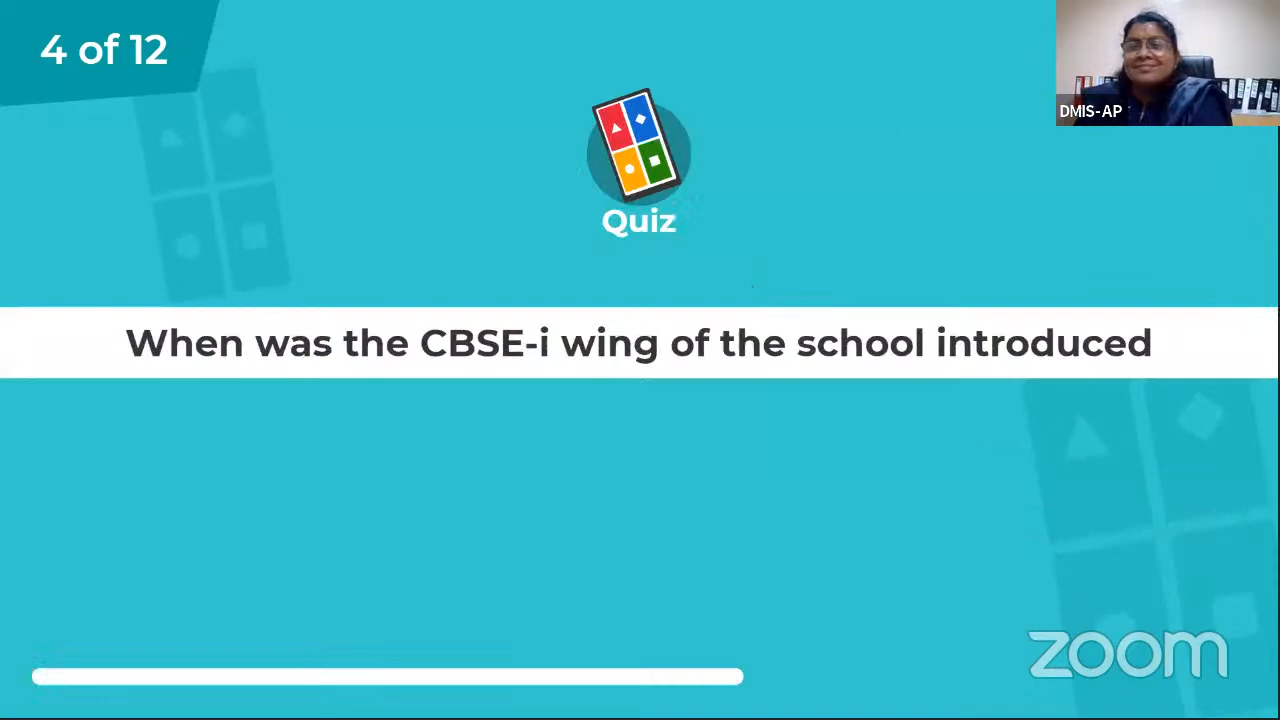 4 of 12
DMIS-AP
Quiz
When was the CBSE-i wing of the school introduced
zoom